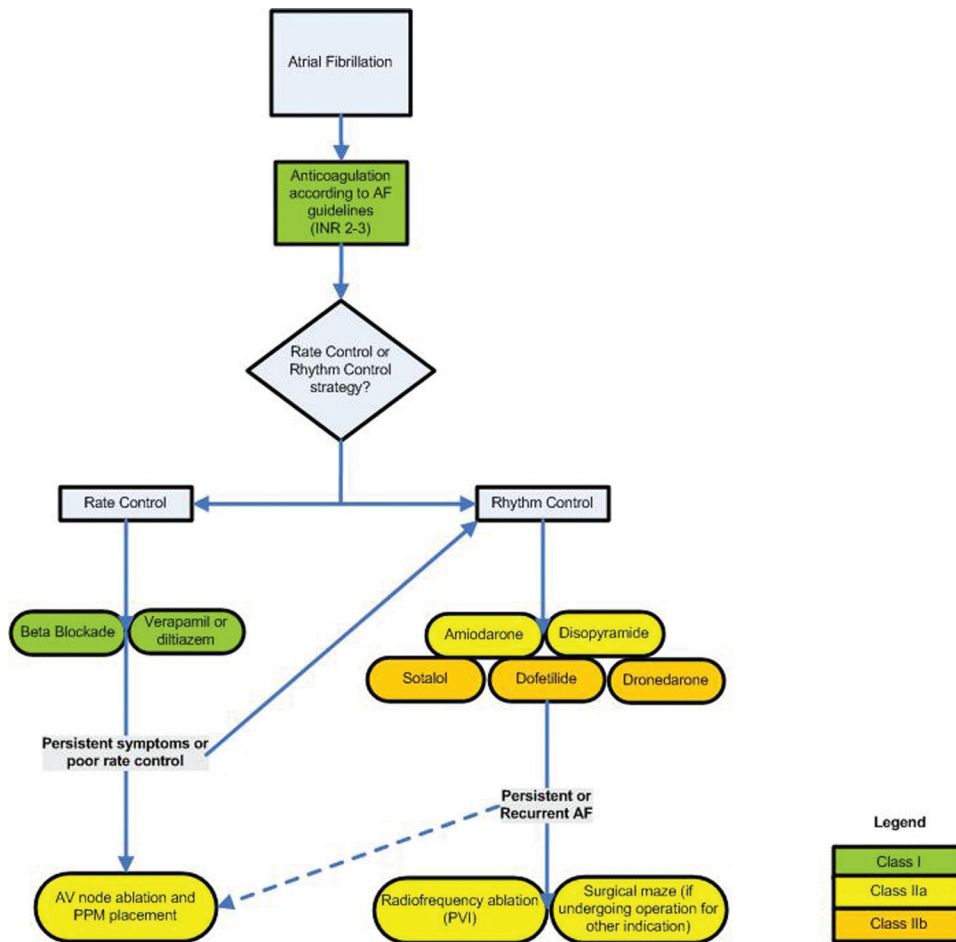 Atrial Fibrillation
Anticoagulation
according to AF
guidelines
(INR 2-3)
Rate Control or
Rhythm Control
strategy?
Rate Control
Rhythm Control
Beta Blockade
Verapamil or
diltiazem
Amiodarone
Disopyramide
Sotalol
Dofetilide
Dronedarone
Persistent symptoms or
poor rate control
Persistent or
Recurrent AF
AV node ablation and
PPM placement
Radiofrequency ablation
(PVI)
Surgical maze (if
undergoing operation for
other indication)
Legend
Class I
Class IIa
Class IIb